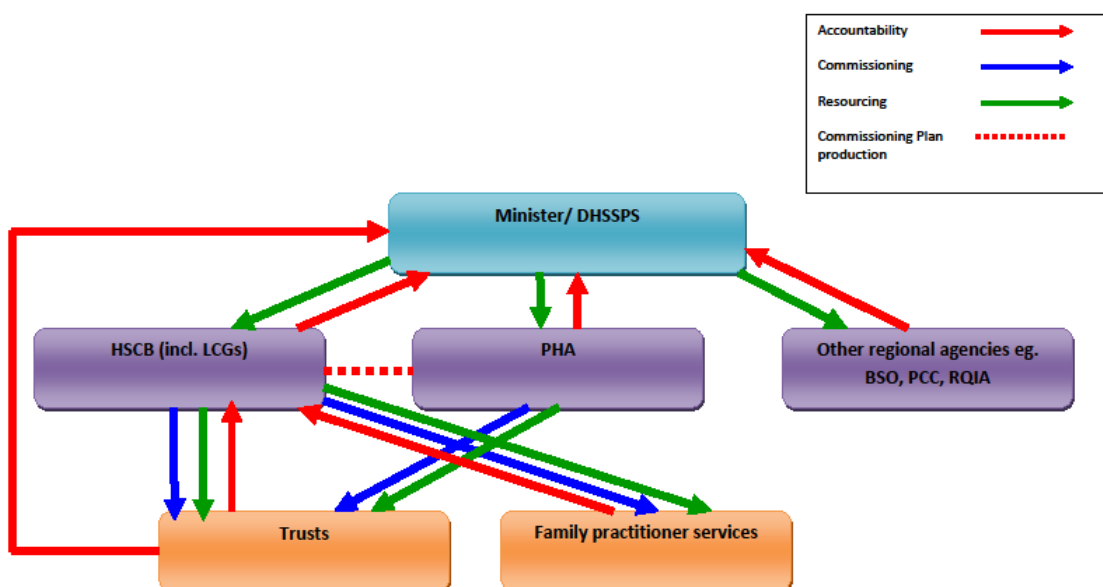 Accountability
Commissioning
Resourcing
Commissioning Plan
production
Minister/ DHSSPS
HSCB (incl. LCGs)
PHA
Other regional agencies eg.
BSO, PCC, RQIA
Trusts
Family practitioner services